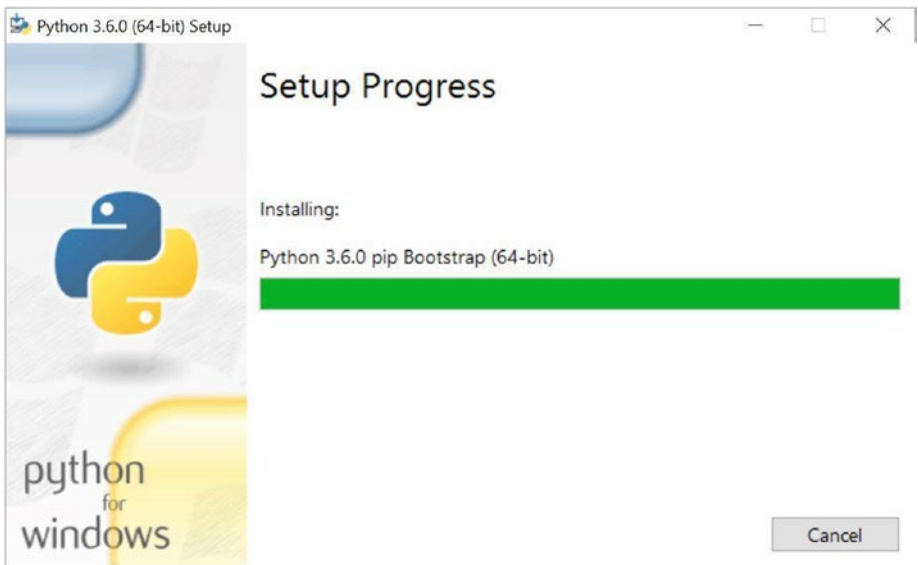 Python 3.6.0 (64-bit) Setup
Setup Progress
Installing:
Python 3.6.0 pip Bootstrap (64-bit)
python
for
windows
Cancel